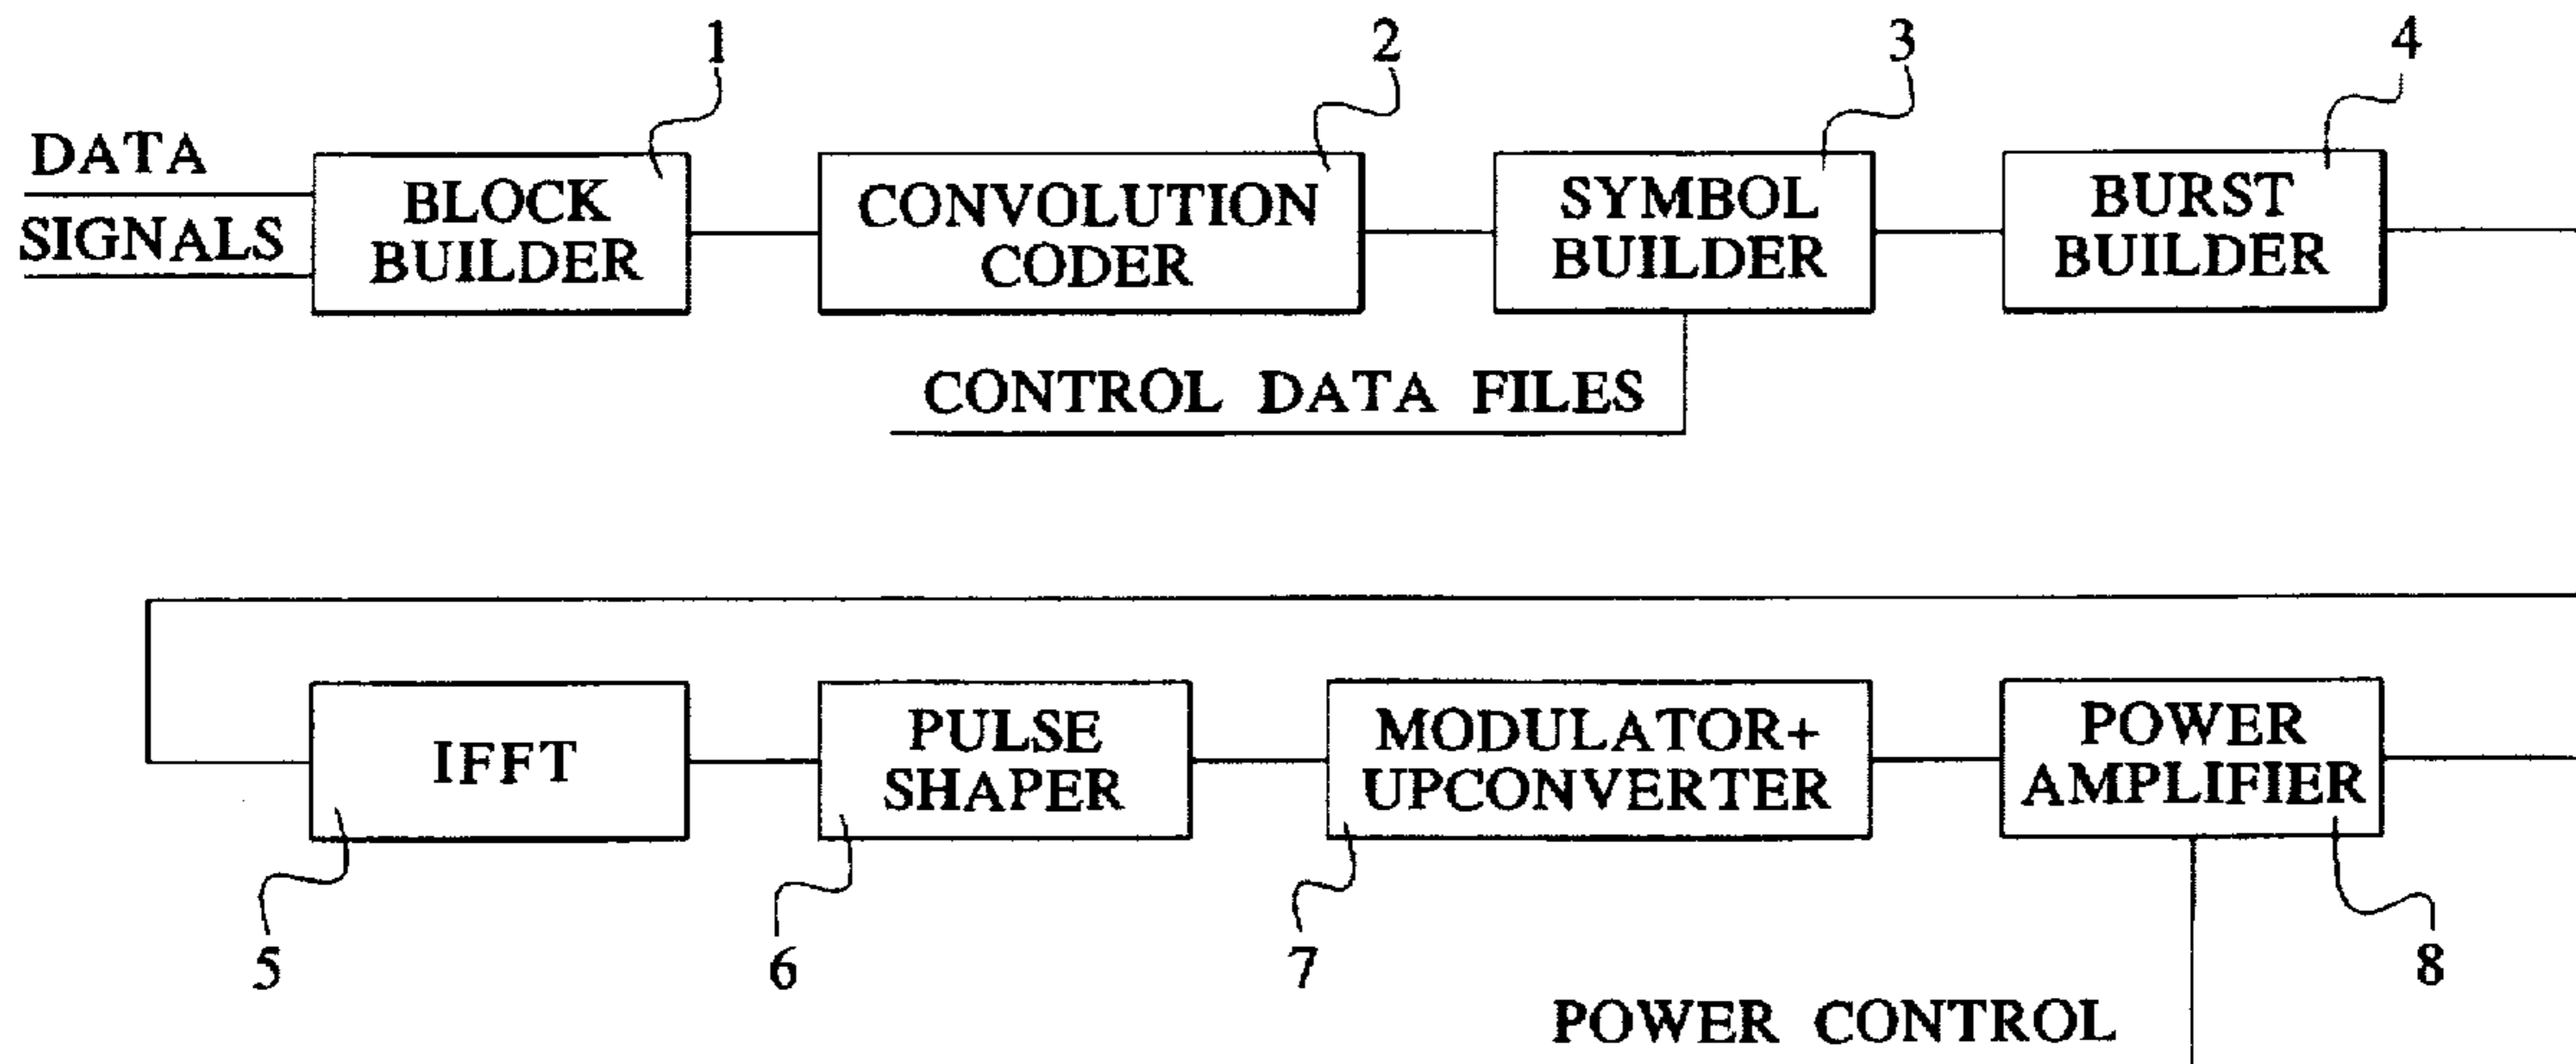 1
2
3
4
DATA
SIGNALS
BLOCK
BUILDER
CONVOLUTION
CODER
SYMBOL
BUILDER
BURST
BUILDER
CONTROL DATA FILES
IFFT
PULSE
SHAPER
MODULATOR+
UPCONVERTER
POWER
AMPLIFIER
5
6
7
8
POWER CONTROL